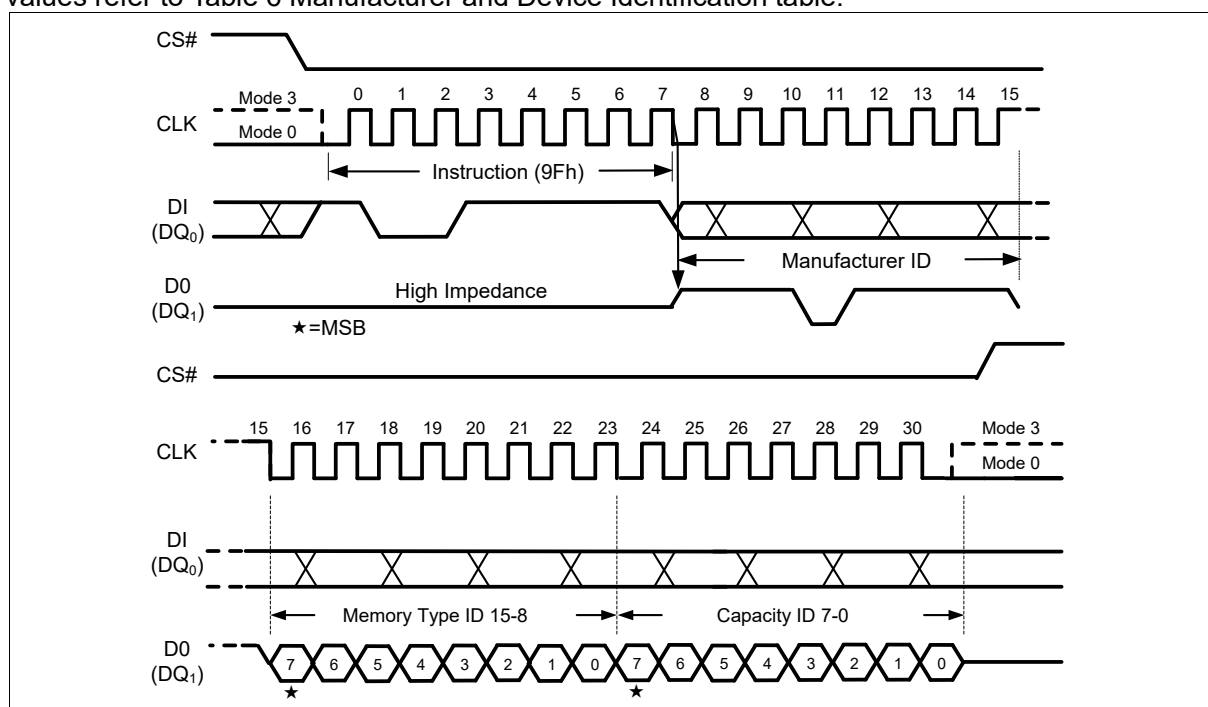 values refer to Table 6 Manufacturer and Device Identification table.
CS#
Mode 3
0 1 2 3 4 5 6 7 8 9 10 11 12 13 14 15
CLK
Mode 0
Instruction (9Fh)
DI
(DQ0)
Manufacturer ID
D0
(DQ1)
High Impedance
★=MSB
CS#
15 16 17 18 19 20 21 22 23 24 25 26 27 28 29 30
Mode 3
CLK
Mode 0
DI
(DQ0)
Memory Type ID 15-8
Capacity ID 7-0
D0
(DQ1)
7 6 5 4 3 2 1 0 7 6 5 4 3 2 1 0
★ ★